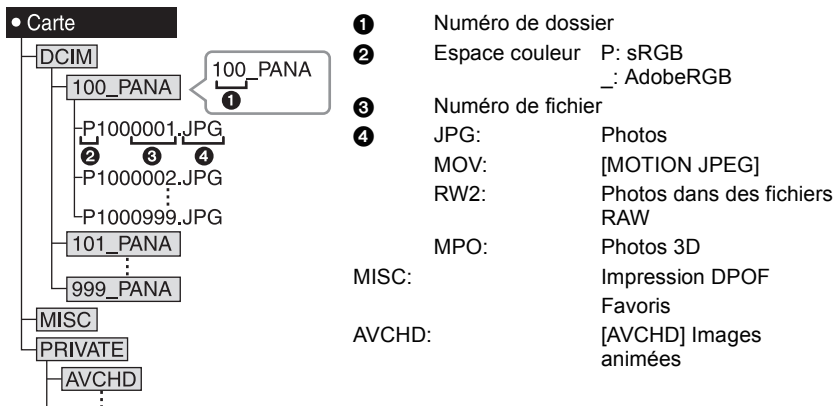 • Carte
DCIM
100_PANA
100_PANA
❶
P1000001.JPG
❷ ❸ ❹
P1000002.JPG
P1000999.JPG
101_PANA
999_PANA
MISC
PRIVATE
AVCHD
❶ Numéro de dossier
❷ Espace couleur P: sRGB
_: AdobeRGB
❸ Numéro de fichier
❹ JPG: Photos
MOV: [MOTION JPEG]
RW2: Photos dans des fichiers
RAW
MPO: Photos 3D
MISC: Impression DPOF
Favoris
AVCHD: [AVCHD] Images
animées